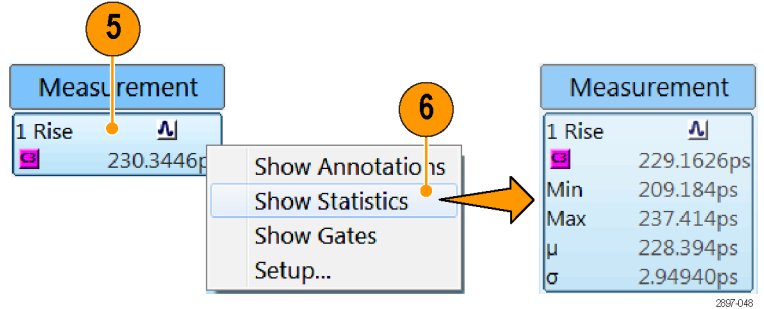 5
Measurement
1 Rise
C3 230.3446p
6
Show Annotations
Show Statistics
Show Gates
Setup...
Measurement
1 Rise
C3 229.1626ps
Min 209.184ps
Max 237.414ps
μ 228.394ps
σ 2.94940ps
2897-048